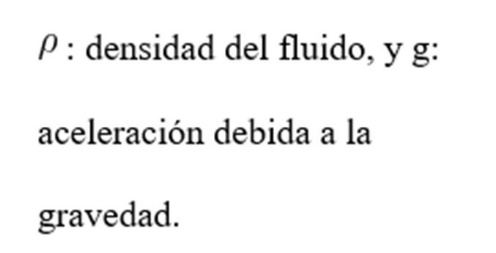 ρ : densidad del fluido, y g:
aceleración debida a la
gravedad.